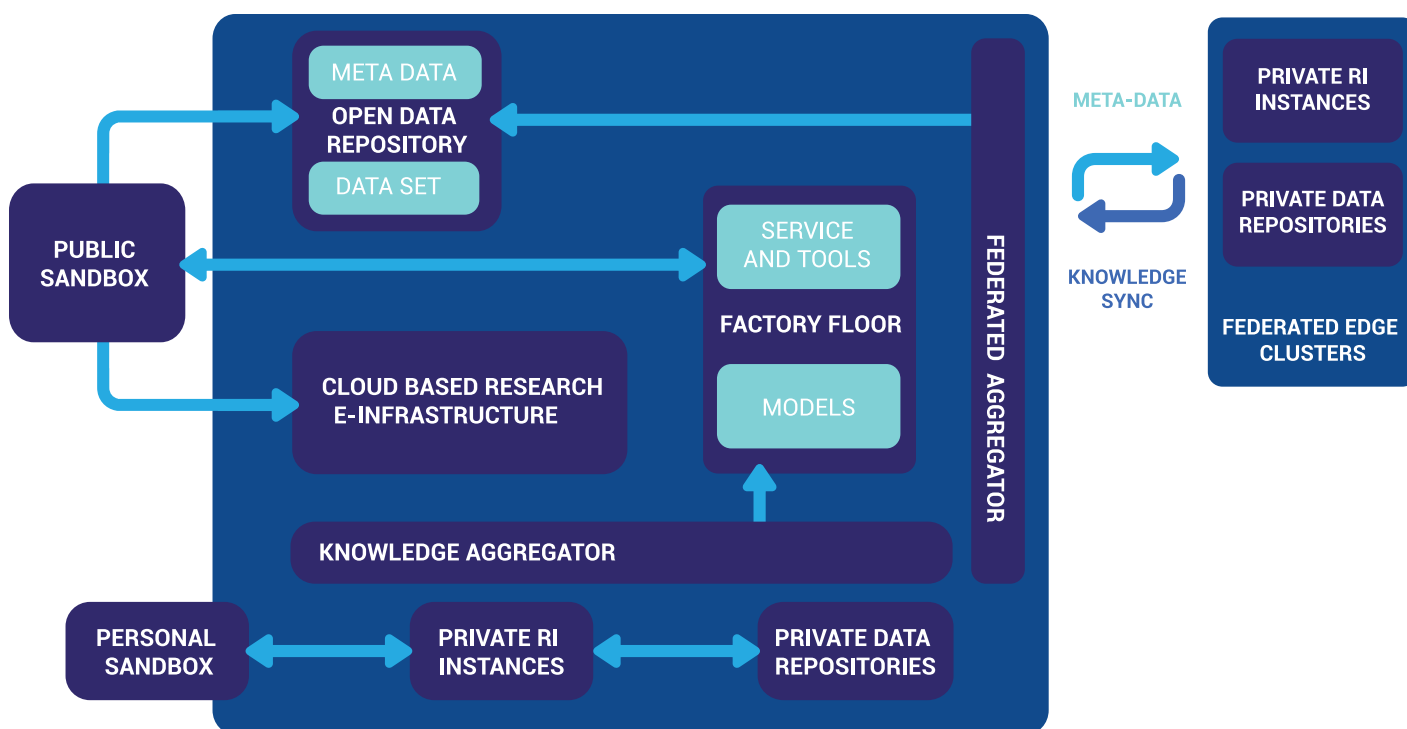 META DATA
OPEN DATA
REPOSITORY
DATA SET
PUBLIC
SANDBOX
SERVICE
AND TOOLS
FACTORY FLOOR
MODELS
CLOUD BASED RESEARCH
E-INFRASTRUCTURE
KNOWLEDGE AGGREGATOR
PERSONAL
SANDBOX
PRIVATE RI
INSTANCES
PRIVATE DATA
REPOSITORIES
FEDERATED AGGREGATOR
META-DATA
KNOWLEDGE
SYNC
PRIVATE RI
INSTANCES
PRIVATE DATA
REPOSITORIES
FEDERATED EDGE
CLUSTERS